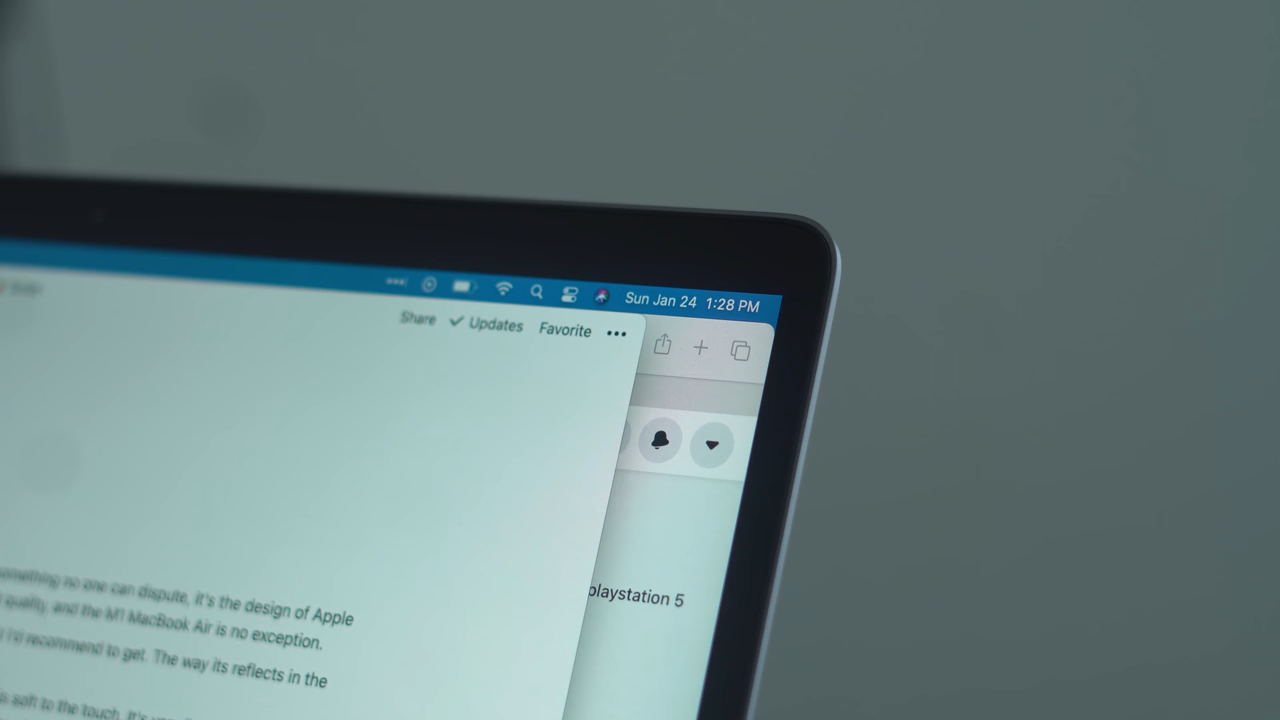 Sun Jan 24 1:28 PM
Share Updates Favorite
playstation 5
something no one can dispute, it's the design of Apple
quality, and the M1 MacBook Air is no exception.
I'd recommend to get. The way its reflects in the
is soft to the touch. It's